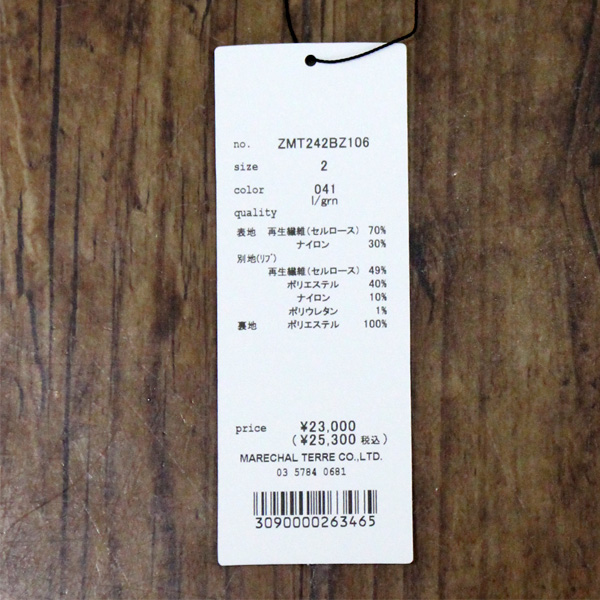 no. ZMT242BZ106
size 2
color 041
l/grn
quality
表地 再生繊維(セルロース) 70%
ナイロン 30%
別地(ﾘﾌﾞ)
再生繊維(セルロース) 49%
ポリエステル 40%
ナイロン 10%
ポリウレタン 1%
裏地 ポリエステル 100%
price ¥23,000
(¥25,300 税込)
MARECHAL TERRE CO.,LTD.
03 5784 0681
3090000263465